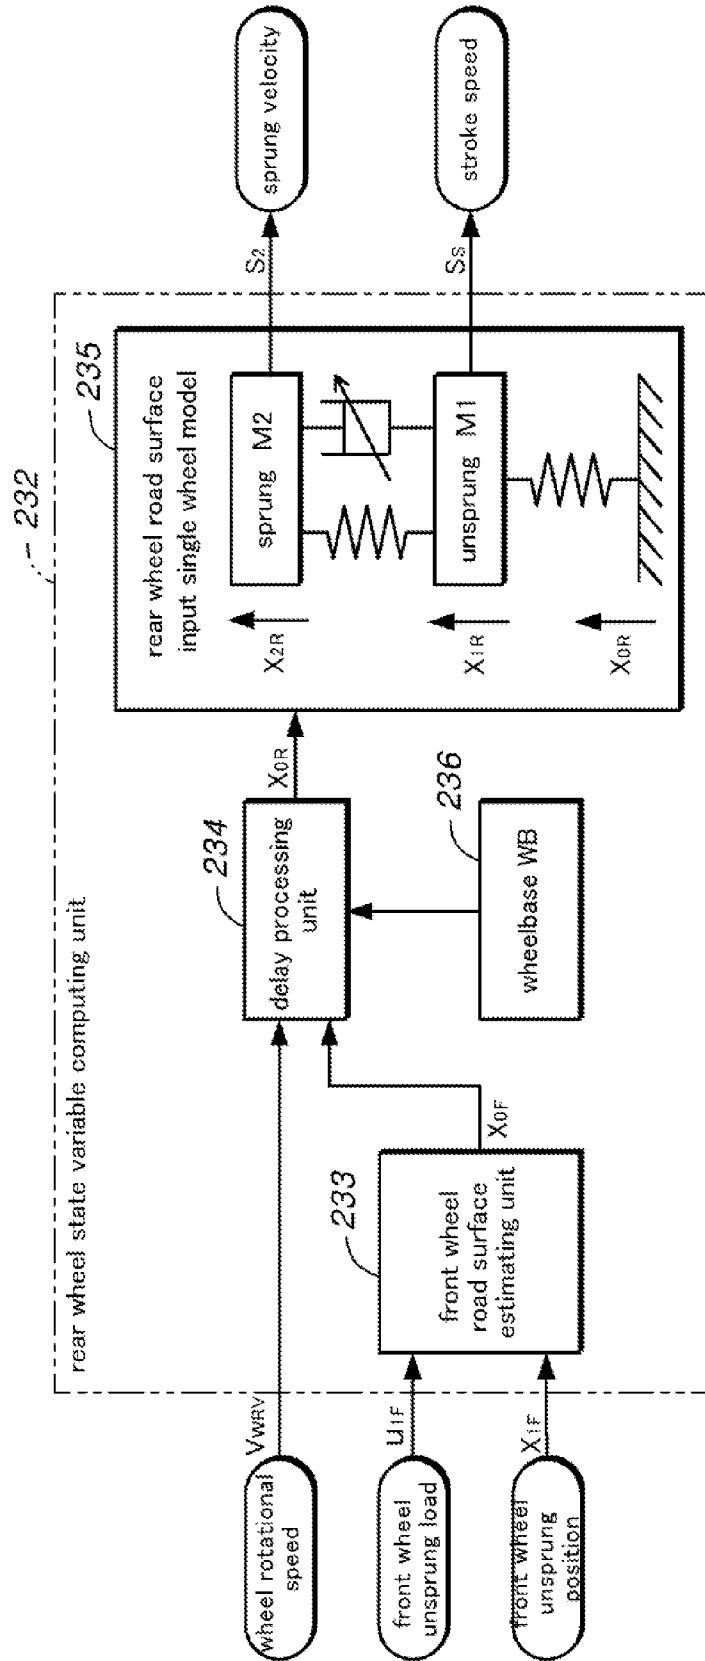 232
rear wheel state variable computing unit
wheel rotational
speed
VWRV
front wheel
unsprung load
U1F
front wheel
unsprung
position
X1F
233
front wheel
road surface
estimating unit
X0F
234
delay processing
unit
236
wheelbase WB
X0R
235
rear wheel road surface
input single wheel model
X2R
sprung M2
X1R
unsprung M1
X0R
S2
sprung velocity
SS
stroke speed